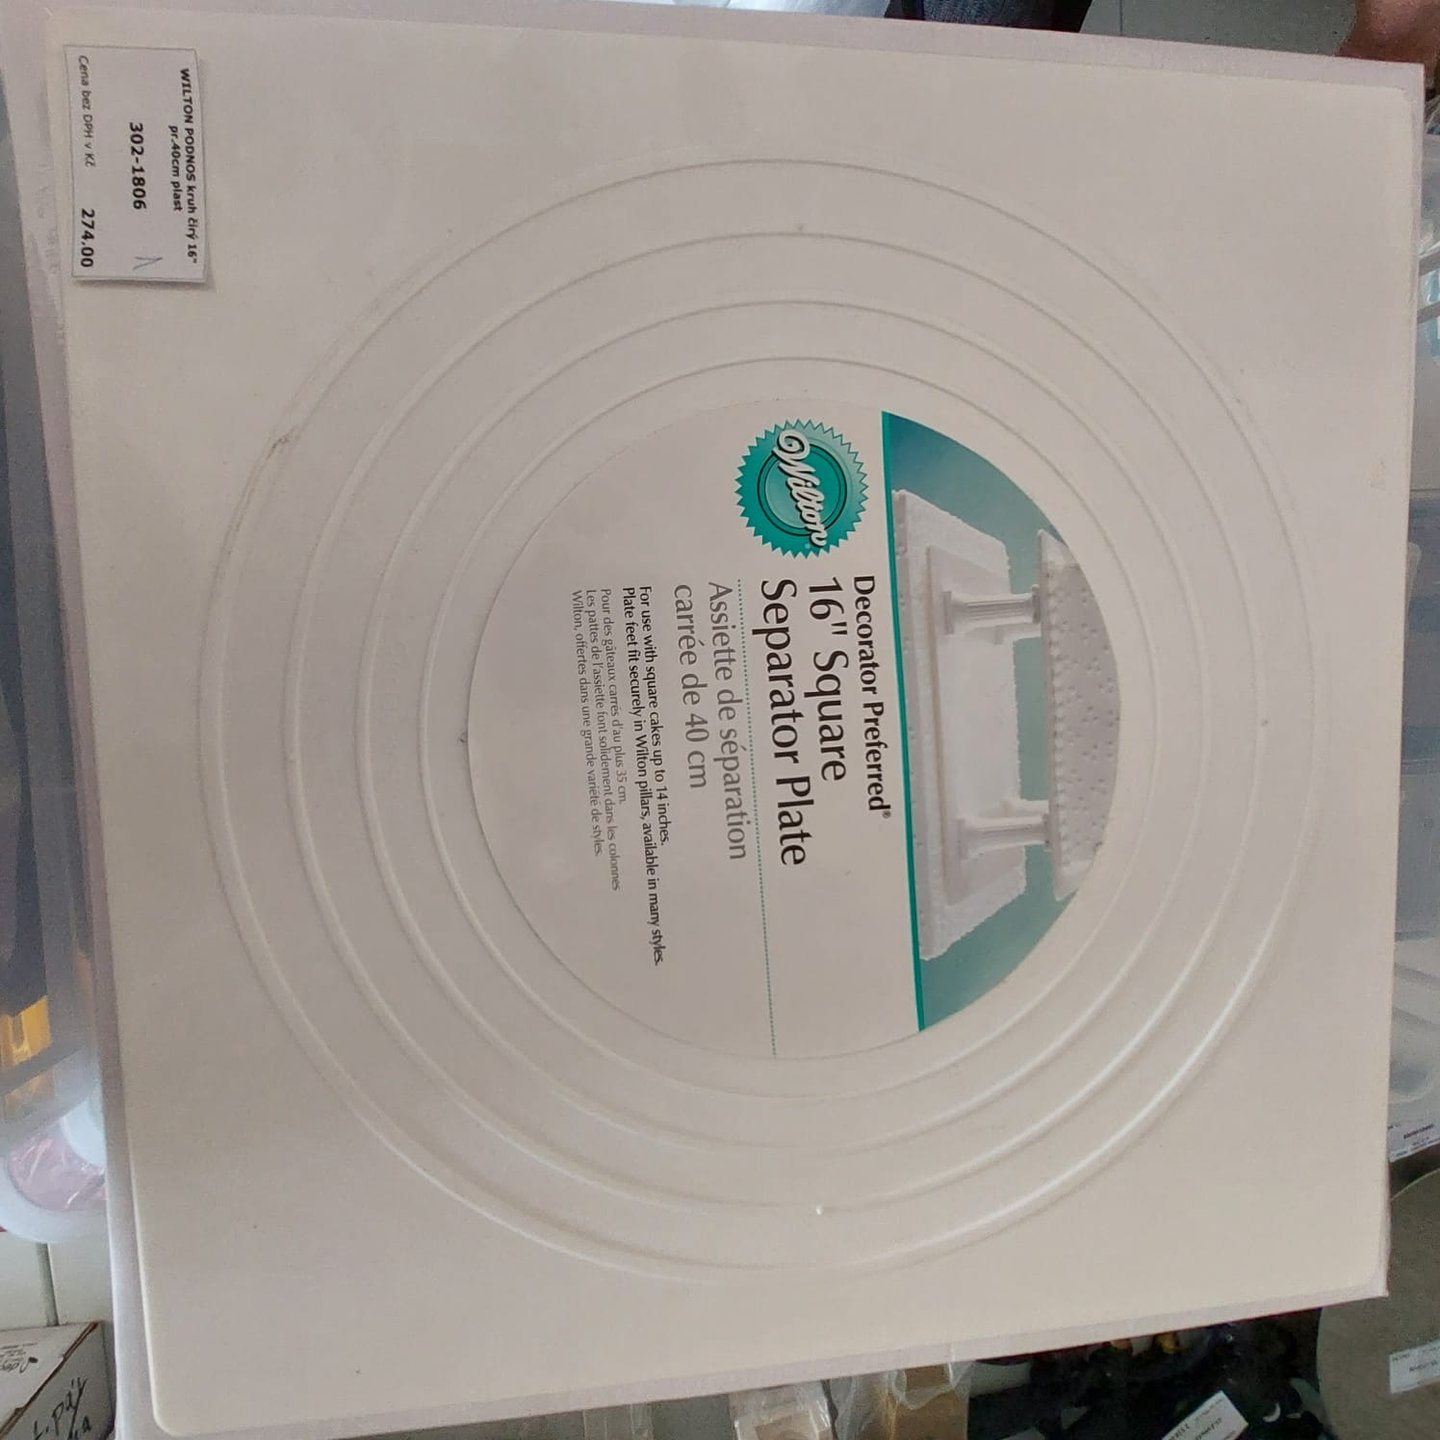 WILTON PODNOS kruh čirý 16"
pr.40cm plast
302-1806
Cena bez DPH v Kč 274.00
Wilton
Decorator Preferred®
16" Square
Separator Plate
Assiette de séparation
carrée de 40 cm
For use with square cakes up to 14 inches.
Plate feet fit securely in Wilton pillars, available in many styles.
Pour des gâteaux carrés d'au plus 35 cm.
Les pattes de l'assiette font solidement dans les colonnes
Wilton, offertes dans une grande variété de styles.